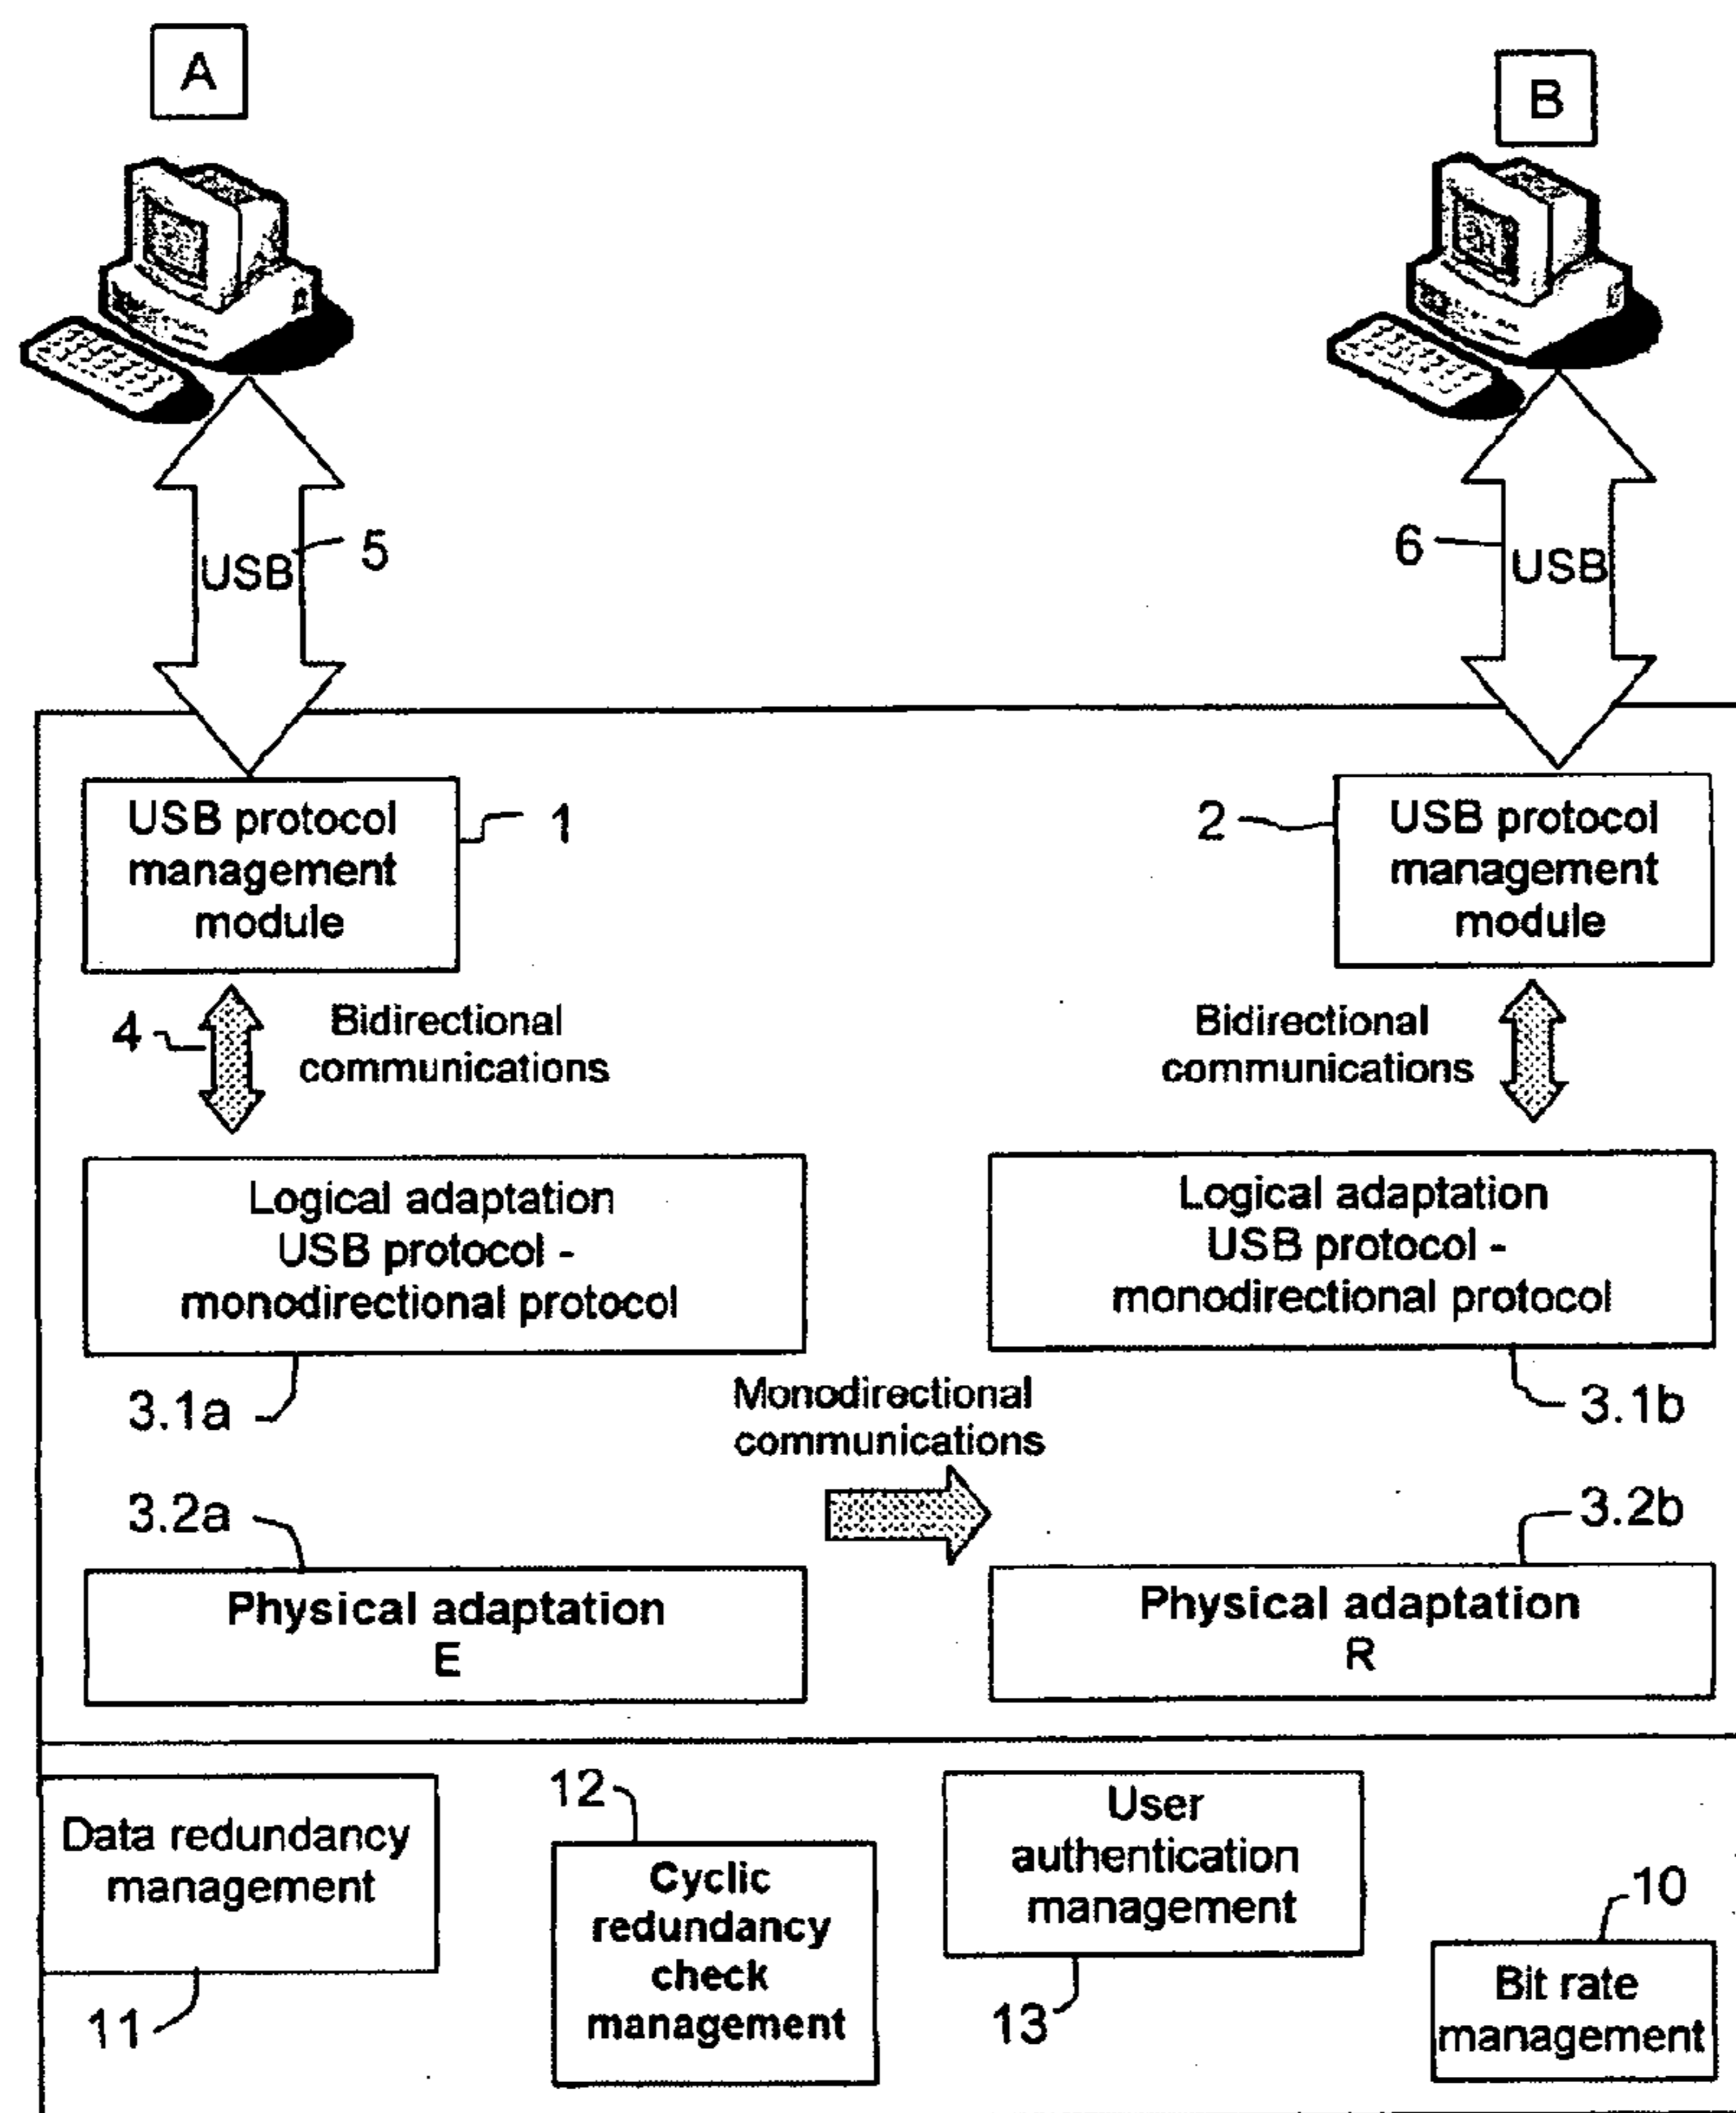 A
B
USB
5
6
USB
USB protocol
management
module
1
2
USB protocol
management
module
4
Bidirectional
communications
Bidirectional
communications
Logical adaptation
USB protocol -
monodirectional protocol
Logical adaptation
USB protocol -
monodirectional protocol
3.1a
Monodirectional
communications
3.1b
3.2a
3.2b
Physical adaptation
E
Physical adaptation
R
Data redundancy
management
11
12
Cyclic
redundancy
check
management
User
authentication
management
13
10
Bit rate
management